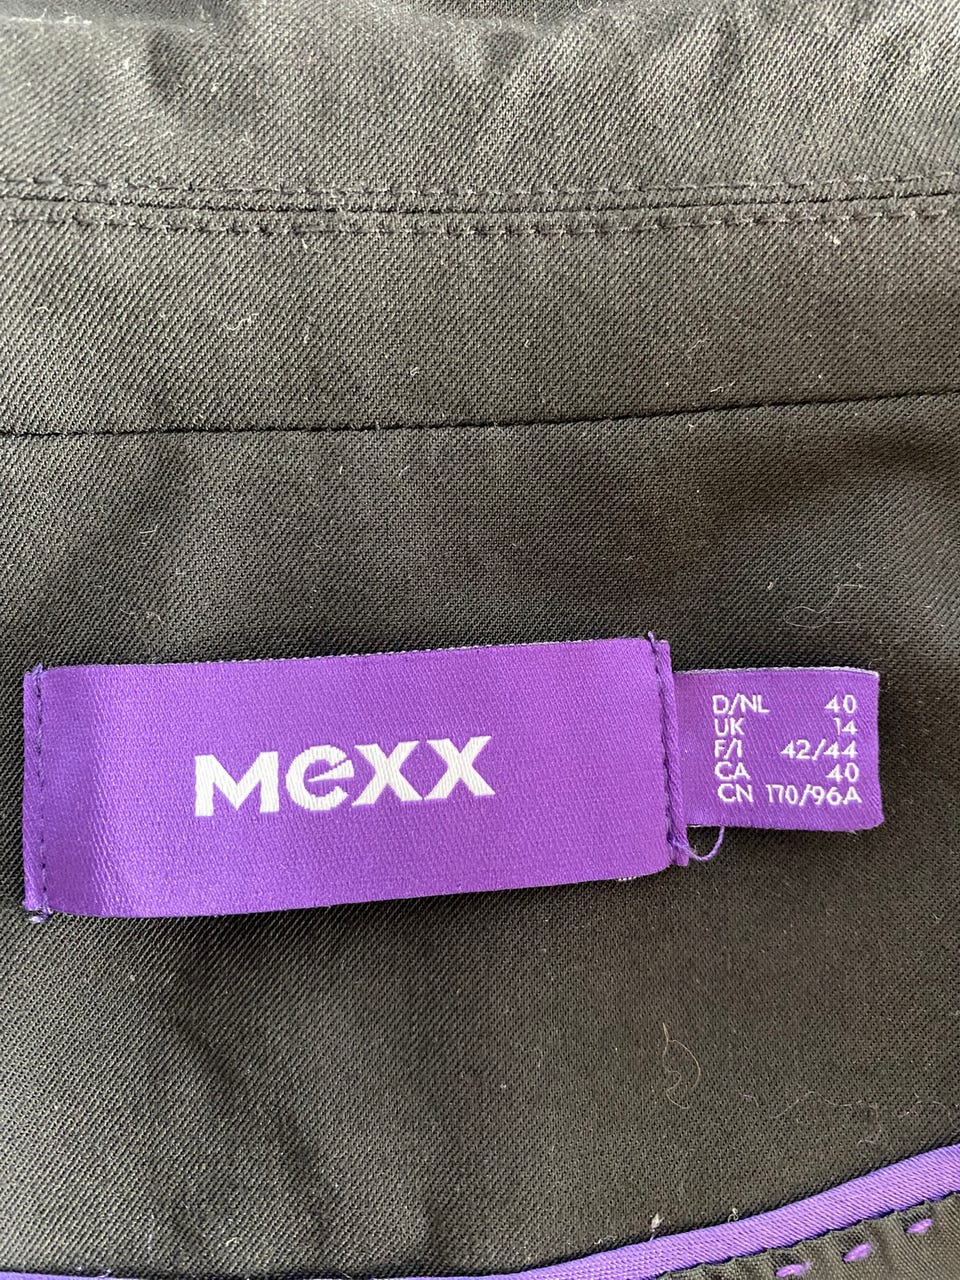 mexx
D/NL 40
UK 14
F/I 42/44
CA 40
CN 170/96A